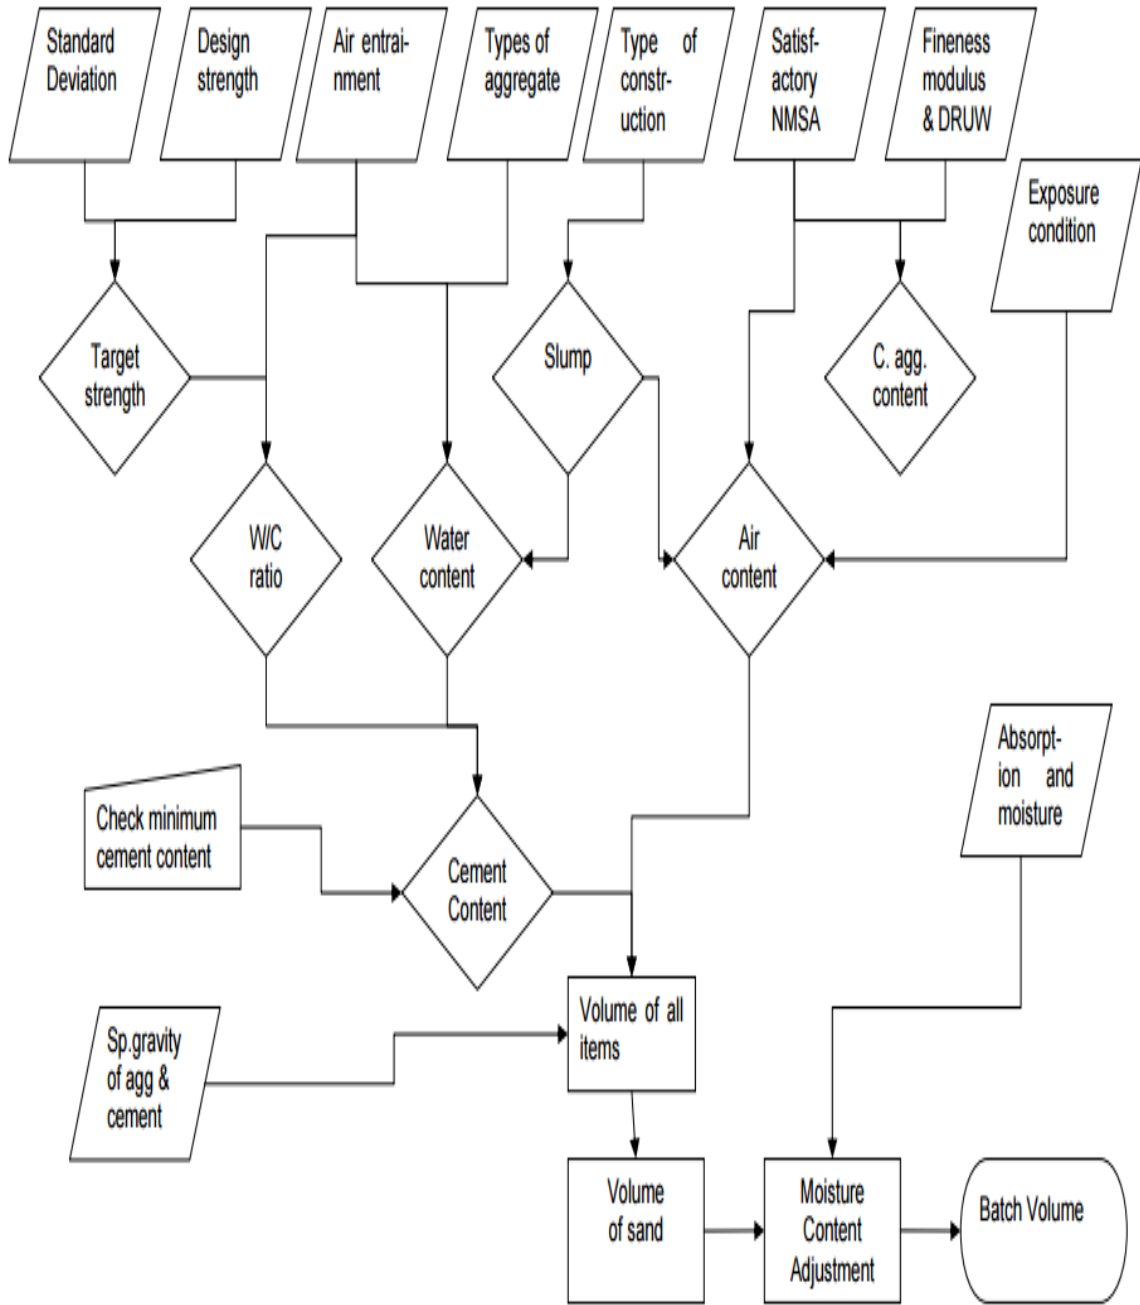 Standard
Deviation
Design
strength
Air entrai-
nment
Types of
aggregate
Type of
constr-
uction
Satisf-
actory
NMSA
Fineness
modulus
& DRUW
Exposure
condition
Target
strength
Slump
C. agg.
content
W/C
ratio
Water
content
Air
content
Absorpt-
ion and
moisture
Check minimum
cement content
Cement
Content
Volume of all
items
Sp.gravity
of agg &
cement
Volume
of sand
Moisture
Content
Adjustment
Batch Volume